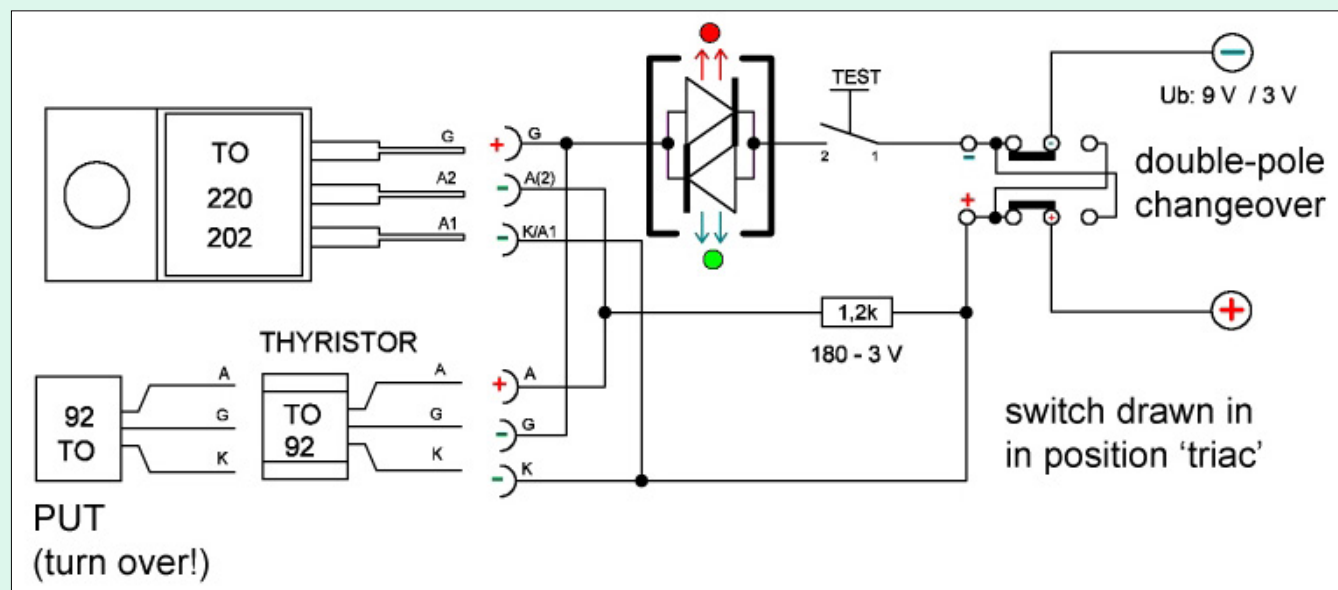 TO
220
202
G
A2
A1
+ G
- A(2)
- K/A1
TEST
2 1
-
+
-
Ub: 9 V / 3 V
-
+
double-pole
changeover
+
1,2k
180 - 3 V
THYRISTOR
92
TO
A
G
K
TO
92
A
G
K
+ A
- G
- K
switch drawn in
in position ‘triac’
PUT
(turn over!)